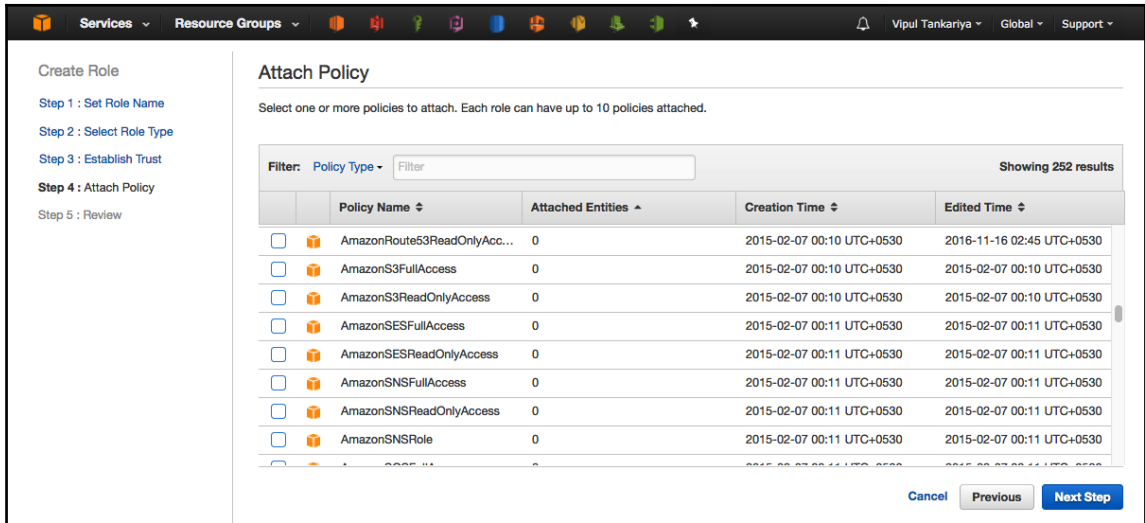 Services Resource Groups Vipul Tankariya Global Support
Create Role
Step 1 : Set Role Name
Step 2 : Select Role Type
Step 3 : Establish Trust
Step 4 : Attach Policy
Step 5 : Review
Attach Policy
Select one or more policies to attach. Each role can have up to 10 policies attached.
Filter: Policy Type Filter Showing 252 results
Policy Name Attached Entities Creation Time Edited Time
AmazonRoute53ReadOnlyAcc... 0 2015-02-07 00:10 UTC+0530 2016-11-16 02:45 UTC+0530
AmazonS3FullAccess 0 2015-02-07 00:10 UTC+0530 2015-02-07 00:10 UTC+0530
AmazonS3ReadOnlyAccess 0 2015-02-07 00:10 UTC+0530 2015-02-07 00:10 UTC+0530
AmazonSESFullAccess 0 2015-02-07 00:11 UTC+0530 2015-02-07 00:11 UTC+0530
AmazonSESReadOnlyAccess 0 2015-02-07 00:11 UTC+0530 2015-02-07 00:11 UTC+0530
AmazonSNSFullAccess 0 2015-02-07 00:11 UTC+0530 2015-02-07 00:11 UTC+0530
AmazonSNSReadOnlyAccess 0 2015-02-07 00:11 UTC+0530 2015-02-07 00:11 UTC+0530
AmazonSNSRole 0 2015-02-07 00:11 UTC+0530 2015-02-07 00:11 UTC+0530
Cancel Previous Next Step